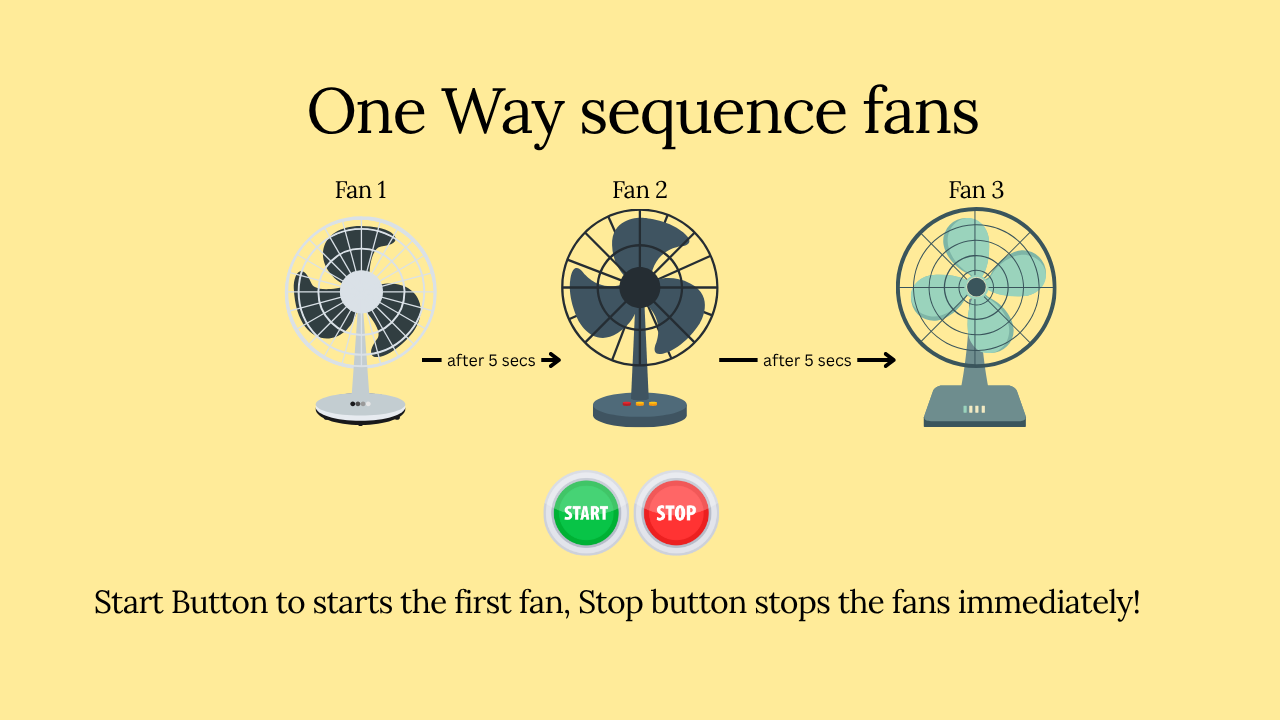 One Way sequence fans
Fan 1
Fan 2
Fan 3
after 5 secs
after 5 secs
START
STOP
Start Button to starts the first fan, Stop button stops the fans immediately!